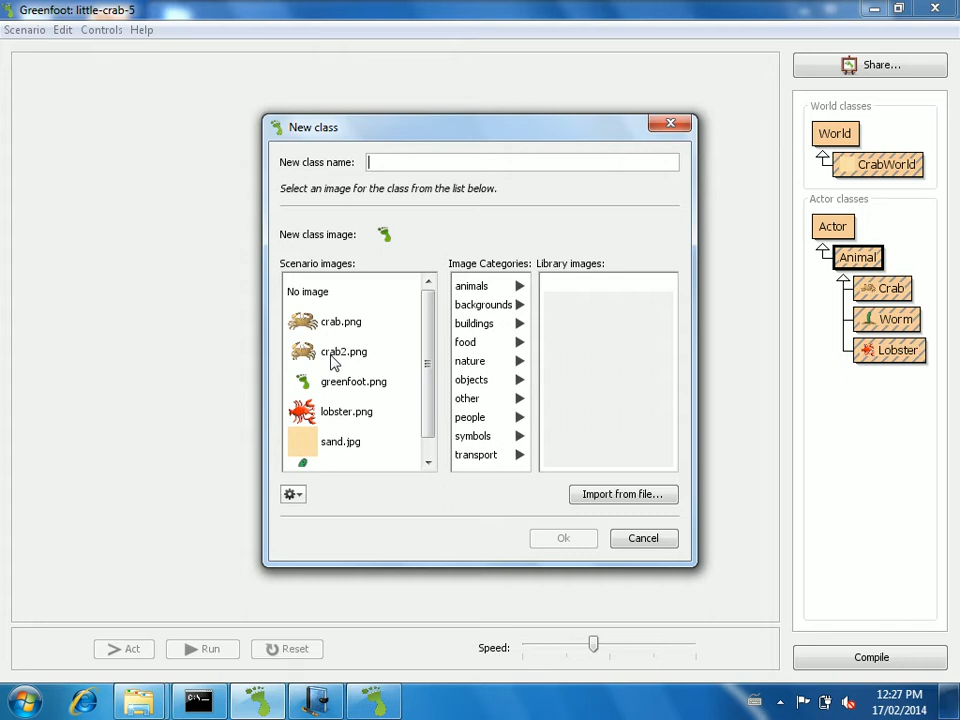 Greenfoot: little-crab-5
Scenario Edit Controls Help
Share...
World classes
World
CrabWorld
Actor classes
Actor
Animal
Crab
Worm
Lobster
New class
New class name:
Select an image for the class from the list below.
New class image:
Scenario images:
Image Categories:
Library images:
No image
crab.png
crab2.png
greenfoot.png
lobster.png
sand.jpg
animals
backgrounds
buildings
food
nature
objects
other
people
symbols
transport
Import from file...
Ok
Cancel
Act
Run
Reset
Speed:
Compile
12:27 PM
17/02/2014